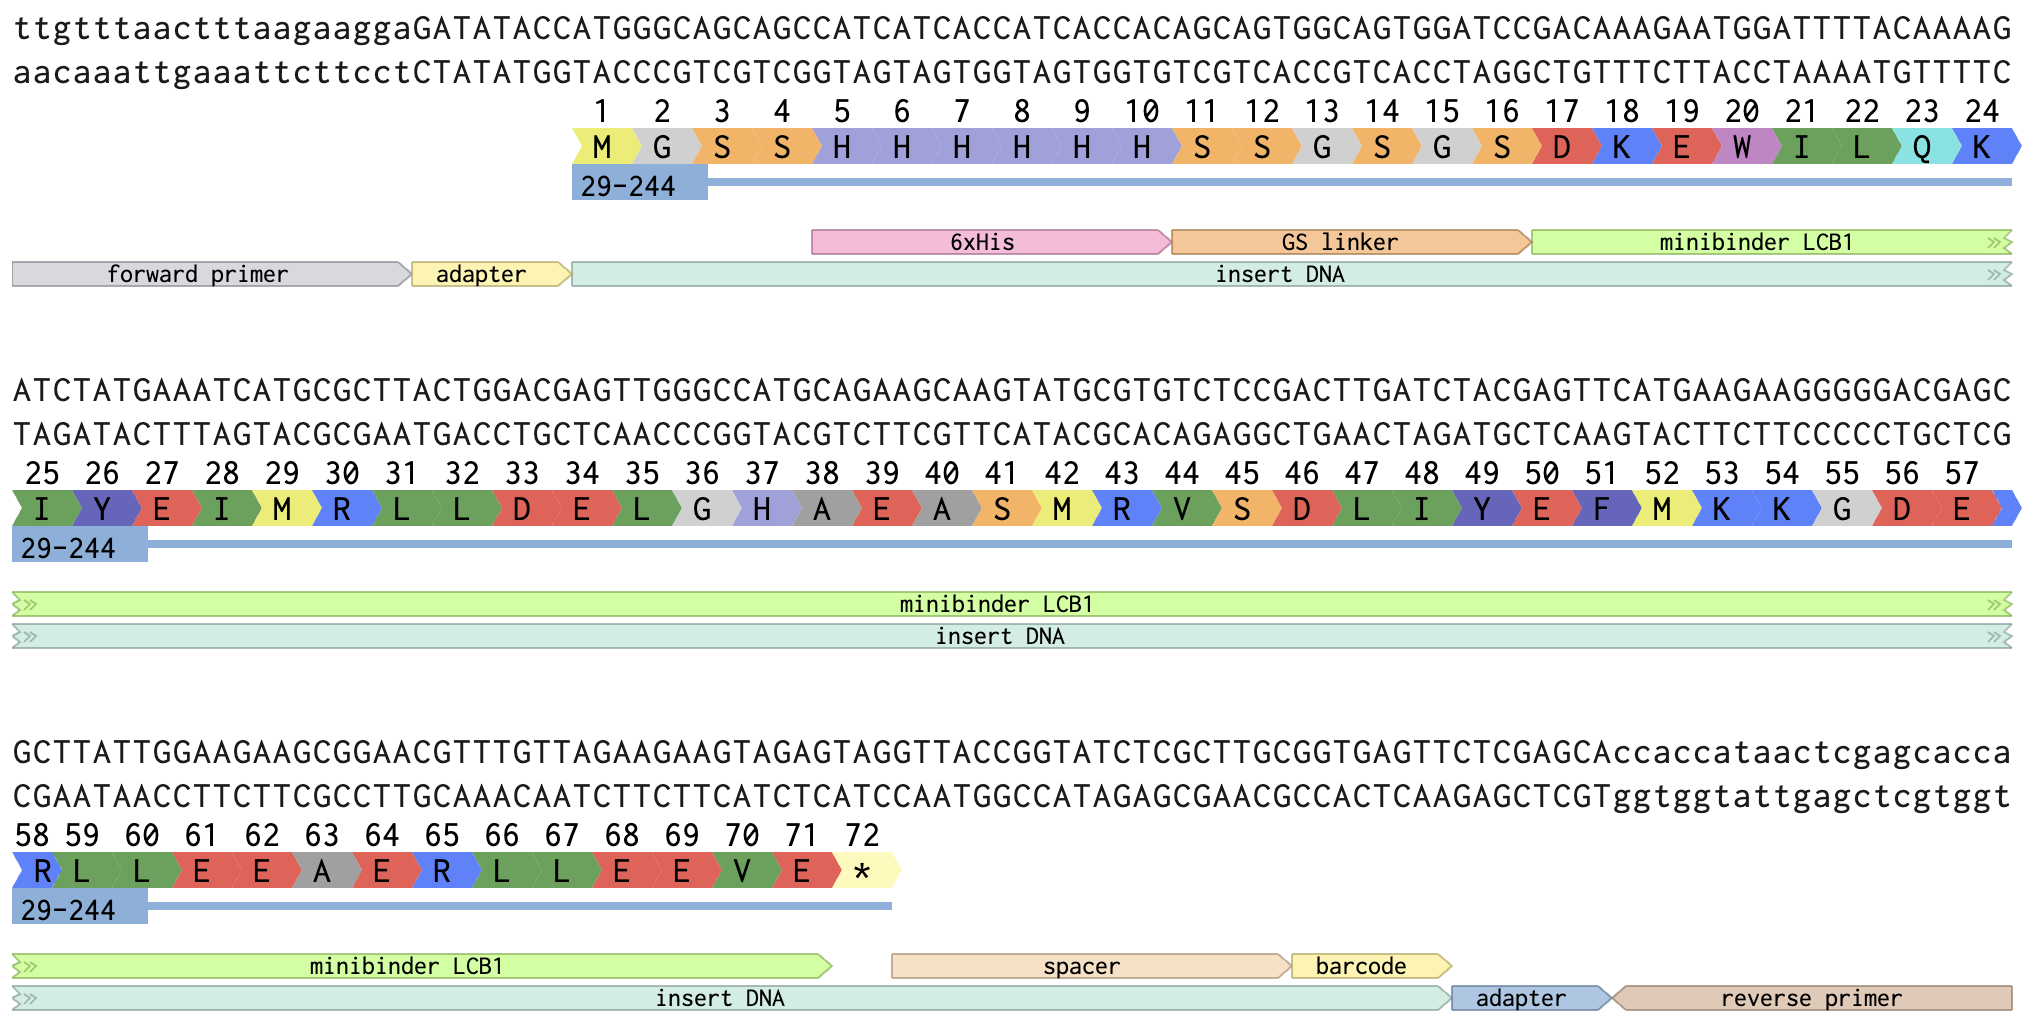 ttgtttaactttaagaaggaGATATACCATGGGCAGCAGCCATCATCACCATCACCACAGCAGTGGCAGTGGATCCGACAAAGAATGGATTTTACAAAAG
aacaaattgaaattcttcctCTATATGGTACCCGTCGTCGGTAGTAGTGGTAGTGGTGTCGTCACCGTCACCTAGGCTGTTTCTTACCTAAAATGTTTTC
1 2 3 4 5 6 7 8 9 10 11 12 13 14 15 16 17 18 19 20 21 22 23 24
M G S S H H H H H H S S G S G S D K E W I L Q K
29-244
6xHis GS linker minibinder LCB1
forward primer adapter insert DNA
ATCTATGAAATCATGCGCTTACTGGACGAGTTGGGCCATGCAGAAGCAAGTATGCGTGTCTCCGACTTGATCTACGAGTTCATGAAGAAGGGGGACGAGC
TAGATACTTTAGTACGCGAATGACCTGCTCAACCCGGTACGTCTTCGTTCATACGCACAGAGGCTGAACTAGATGCTCAAGTACTTCTTCCCCCTGCTCG
25 26 27 28 29 30 31 32 33 34 35 36 37 38 39 40 41 42 43 44 45 46 47 48 49 50 51 52 53 54 55 56 57
I Y E I M R L L D E L G H A E A S M R V S D L I Y E F M K K G D E
29-244
minibinder LCB1
insert DNA
GCTTATTGGAAGAAGCGGAACGTTTGTTAGAAGAAGTAGAGTAGGTTACCGGTATCTCGCTTGCGGTGAGTTCTCGAGCAccaccataactcgagcacca
CGAATAACCTTCTTCGCCTTGCAAACAATCTTCTTCATCTCATCCAATGGCCATAGAGCGAACGCCACTCAAGAGCTCGTggtggtattgagctcgtggt
58 59 60 61 62 63 64 65 66 67 68 69 70 71 72
R L L E E A E R L L E E V E *
29-244
minibinder LCB1 spacer barcode
insert DNA adapter reverse primer